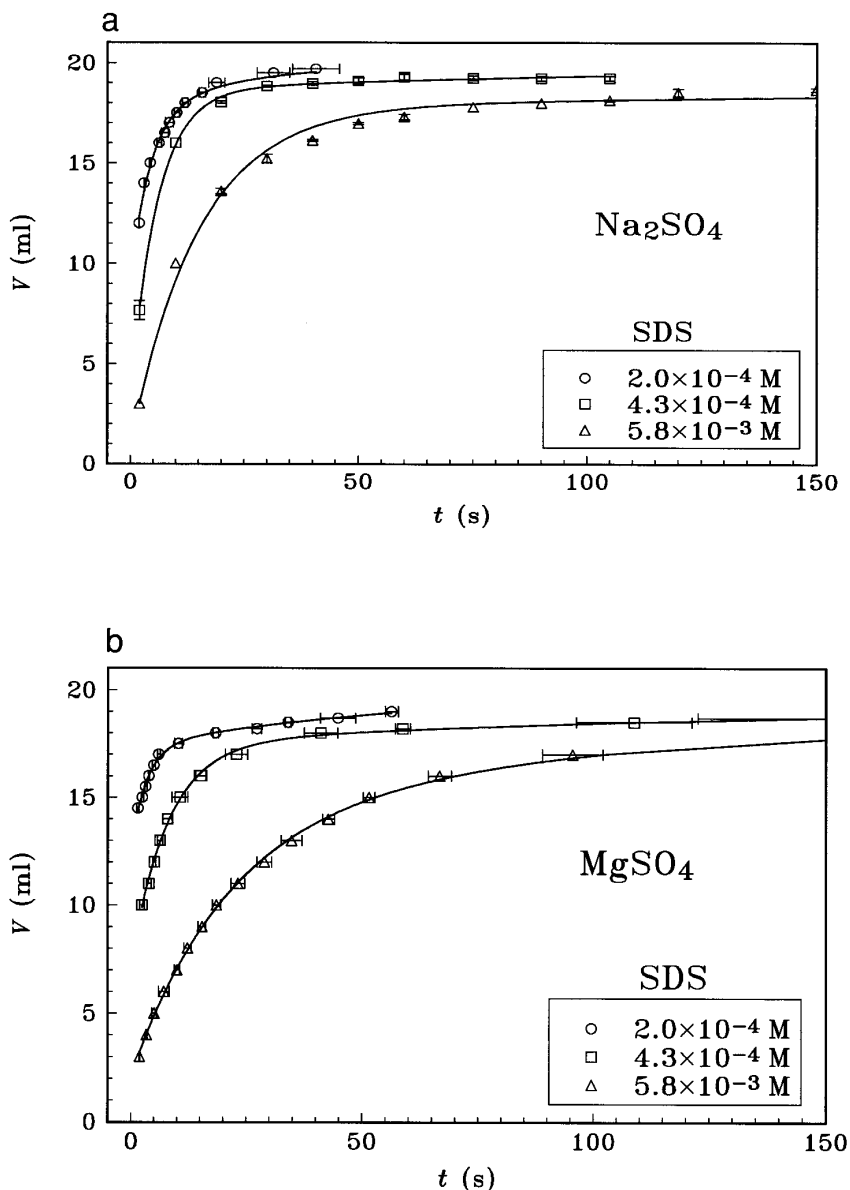 a
20
15
10
5
0
V (ml)
Na₂SO₄
SDS
2.0×10⁻⁴ M
4.3×10⁻⁴ M
5.8×10⁻³ M
0 50 100 150
t (s)
b
20
15
10
5
0
V (ml)
MgSO₄
SDS
2.0×10⁻⁴ M
4.3×10⁻⁴ M
5.8×10⁻³ M
0 50 100 150
t (s)